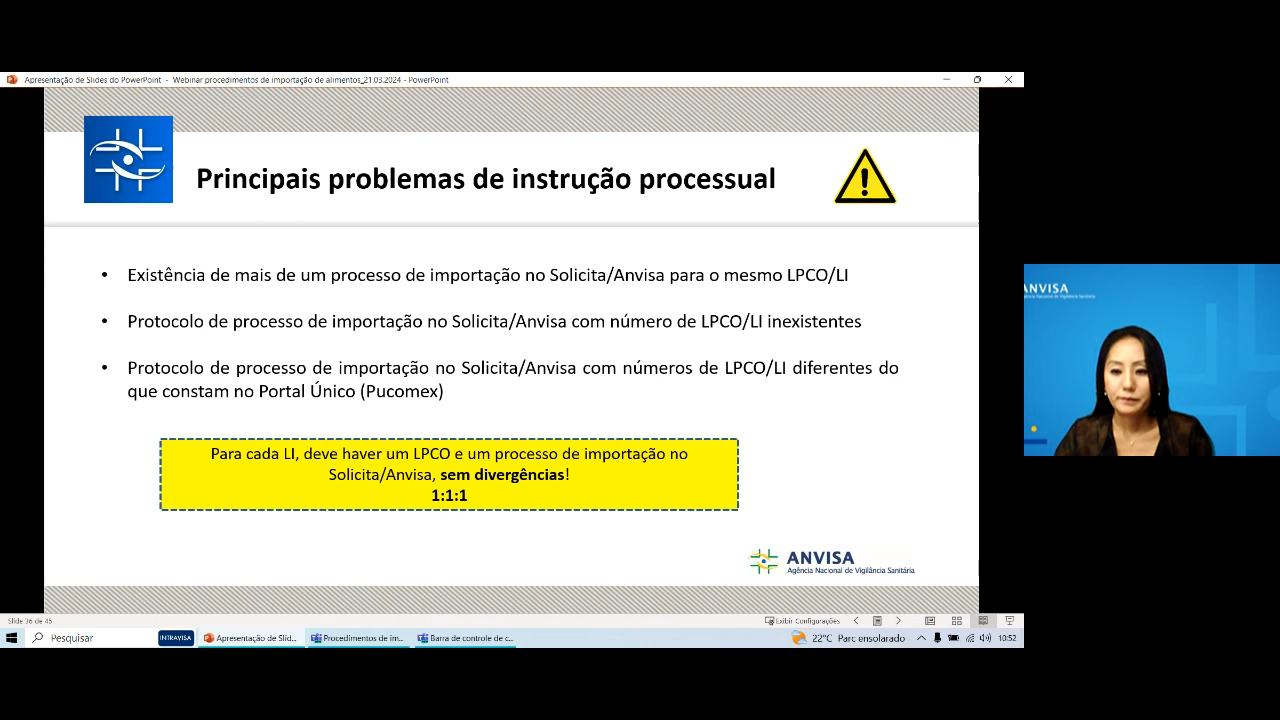 Apresentação de Slides do PowerPoint - Webinar procedimentos de importação de alimentos_21.03.2024 - PowerPoint
Principais problemas de instrução processual
• Existência de mais de um processo de importação no Solicita/Anvisa para o mesmo LPCO/LI
• Protocolo de processo de importação no Solicita/Anvisa com número de LPCO/LI inexistentes
• Protocolo de processo de importação no Solicita/Anvisa com números de LPCO/LI diferentes do
que constam no Portal Único (Pucomex)
Para cada LI, deve haver um LPCO e um processo de importação no
Solicita/Anvisa, sem divergências!
1:1:1
ANVISA
Agência Nacional de Vigilância Sanitária
ANVISA
Agência Nacional de Vigilância Sanitária
Slide 36 de 45
Exibir Configurações
Pesquisar
INTRAVISA
Apresentação de Slid...
Procedimentos de im...
Barra de controle de c...
22°C Parc ensolarado
10:52